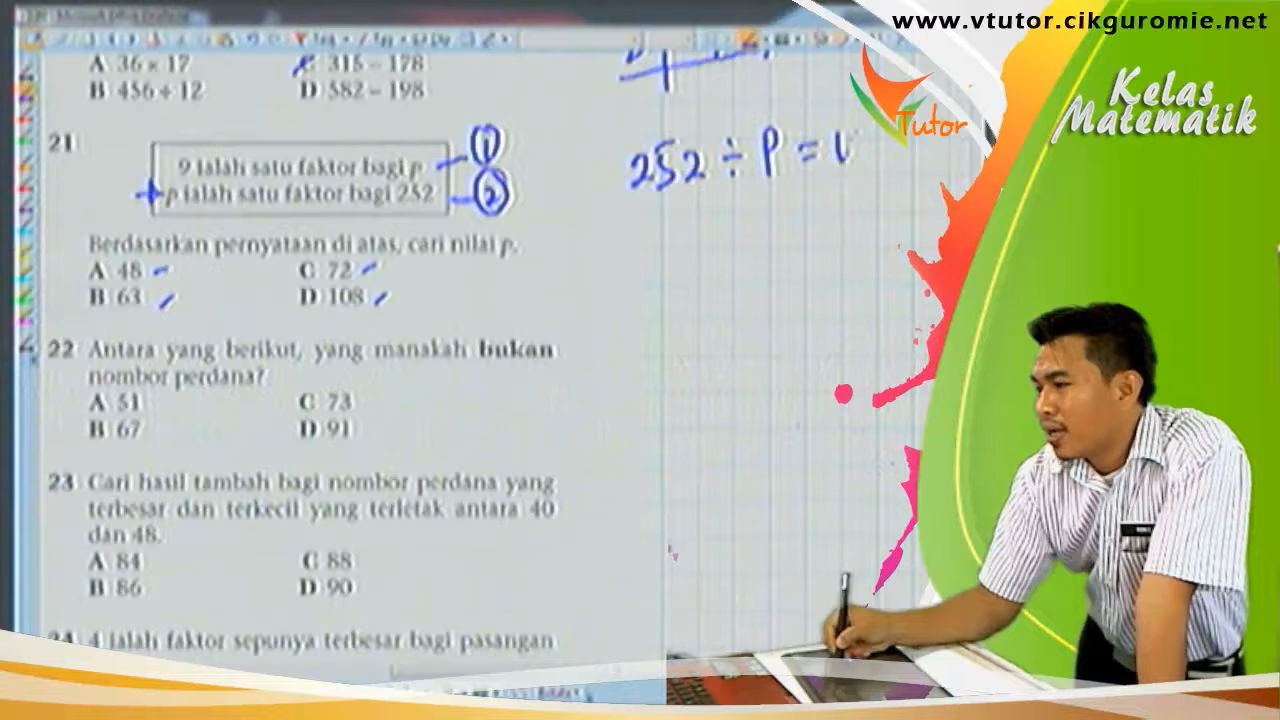 www.vtutor.cikguromie.net
Kelas
Matematik
Tutor
A 36 × 17
C 315 – 178
B 456 ÷ 12
D 582 – 198
21
9 ialah satu faktor bagi p
1
p ialah satu faktor bagi 252
2
252 ÷ P =
Berdasarkan pernyataan di atas, cari nilai p.
A 48
C 72
B 63
D 108
22 Antara yang berikut, yang manakah bukan
nombor perdana?
A 51
C 73
B 67
D 91
23 Cari hasil tambah bagi nombor perdana yang
terbesar dan terkecil yang terletak antara 40
dan 48.
A 84
C 88
B 86
D 90
24 4 ialah faktor sepunya terbesar bagi pasangan